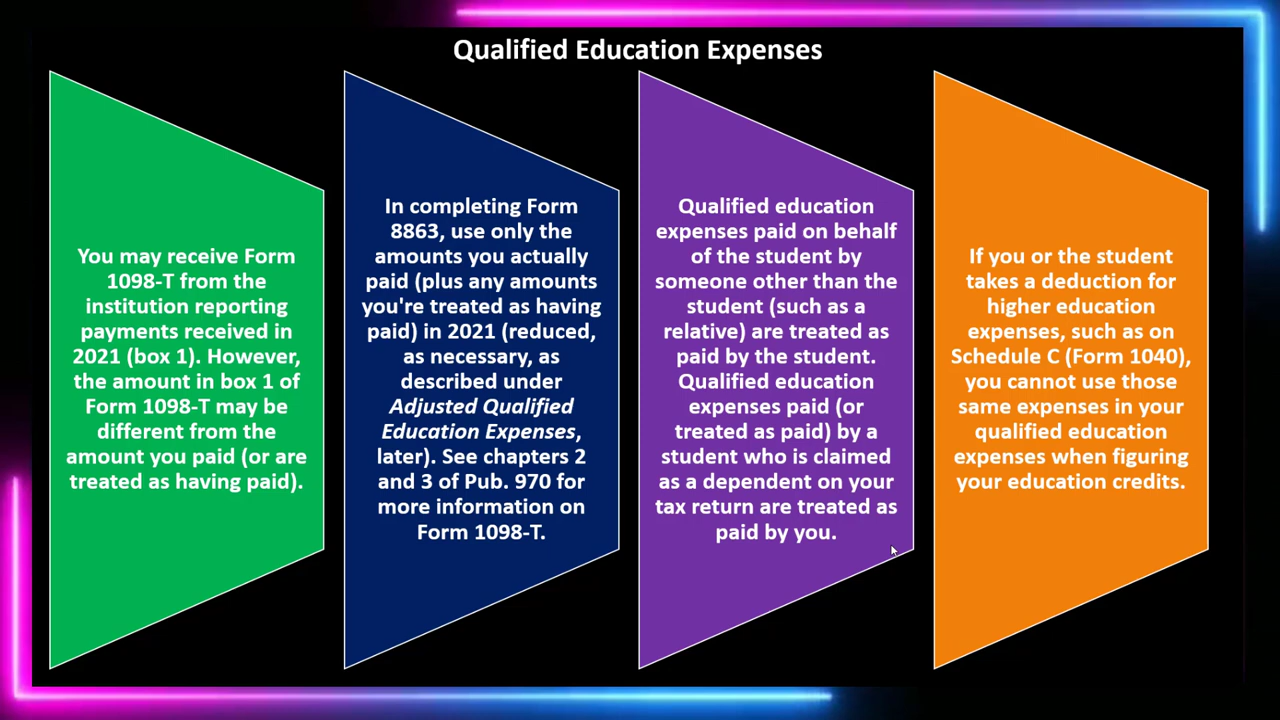 Qualified Education Expenses
You may receive Form
1098-T from the
institution reporting
payments received in
2021 (box 1). However,
the amount in box 1 of
Form 1098-T may be
different from the
amount you paid (or are
treated as having paid).
In completing Form
8863, use only the
amounts you actually
paid (plus any amounts
you're treated as having
paid) in 2021 (reduced,
as necessary, as
described under
Adjusted Qualified
Education Expenses,
later). See chapters 2
and 3 of Pub. 970 for
more information on
Form 1098-T.
Qualified education
expenses paid on behalf
of the student by
someone other than the
student (such as a
relative) are treated as
paid by the student.
Qualified education
expenses paid (or
treated as paid) by a
student who is claimed
as a dependent on your
tax return are treated as
paid by you.
If you or the student
takes a deduction for
higher education
expenses, such as on
Schedule C (Form 1040),
you cannot use those
same expenses in your
qualified education
expenses when figuring
your education credits.